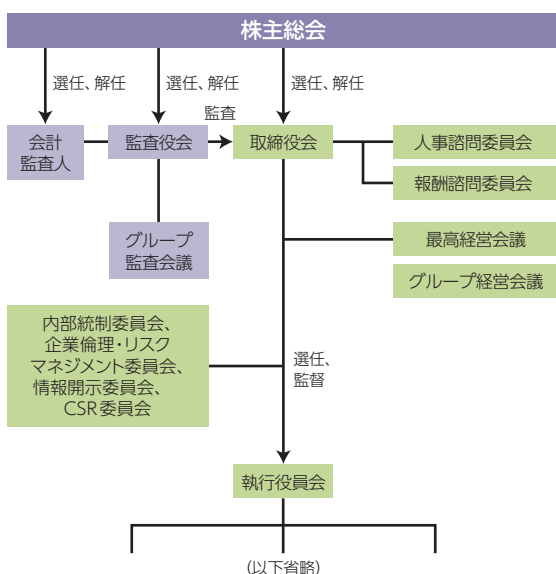 株主総会
選任、解任
選任、解任
選任、解任
監査
会計
監査人
監査役会
取締役会
人事諮問委員会
報酬諮問委員会
グループ
監査会議
最高経営会議
グループ経営会議
内部統制委員会、
企業倫理・リスク
マネジメント委員会、
情報開示委員会、
CSR委員会
選任、
監督
執行役員会
(以下省略)